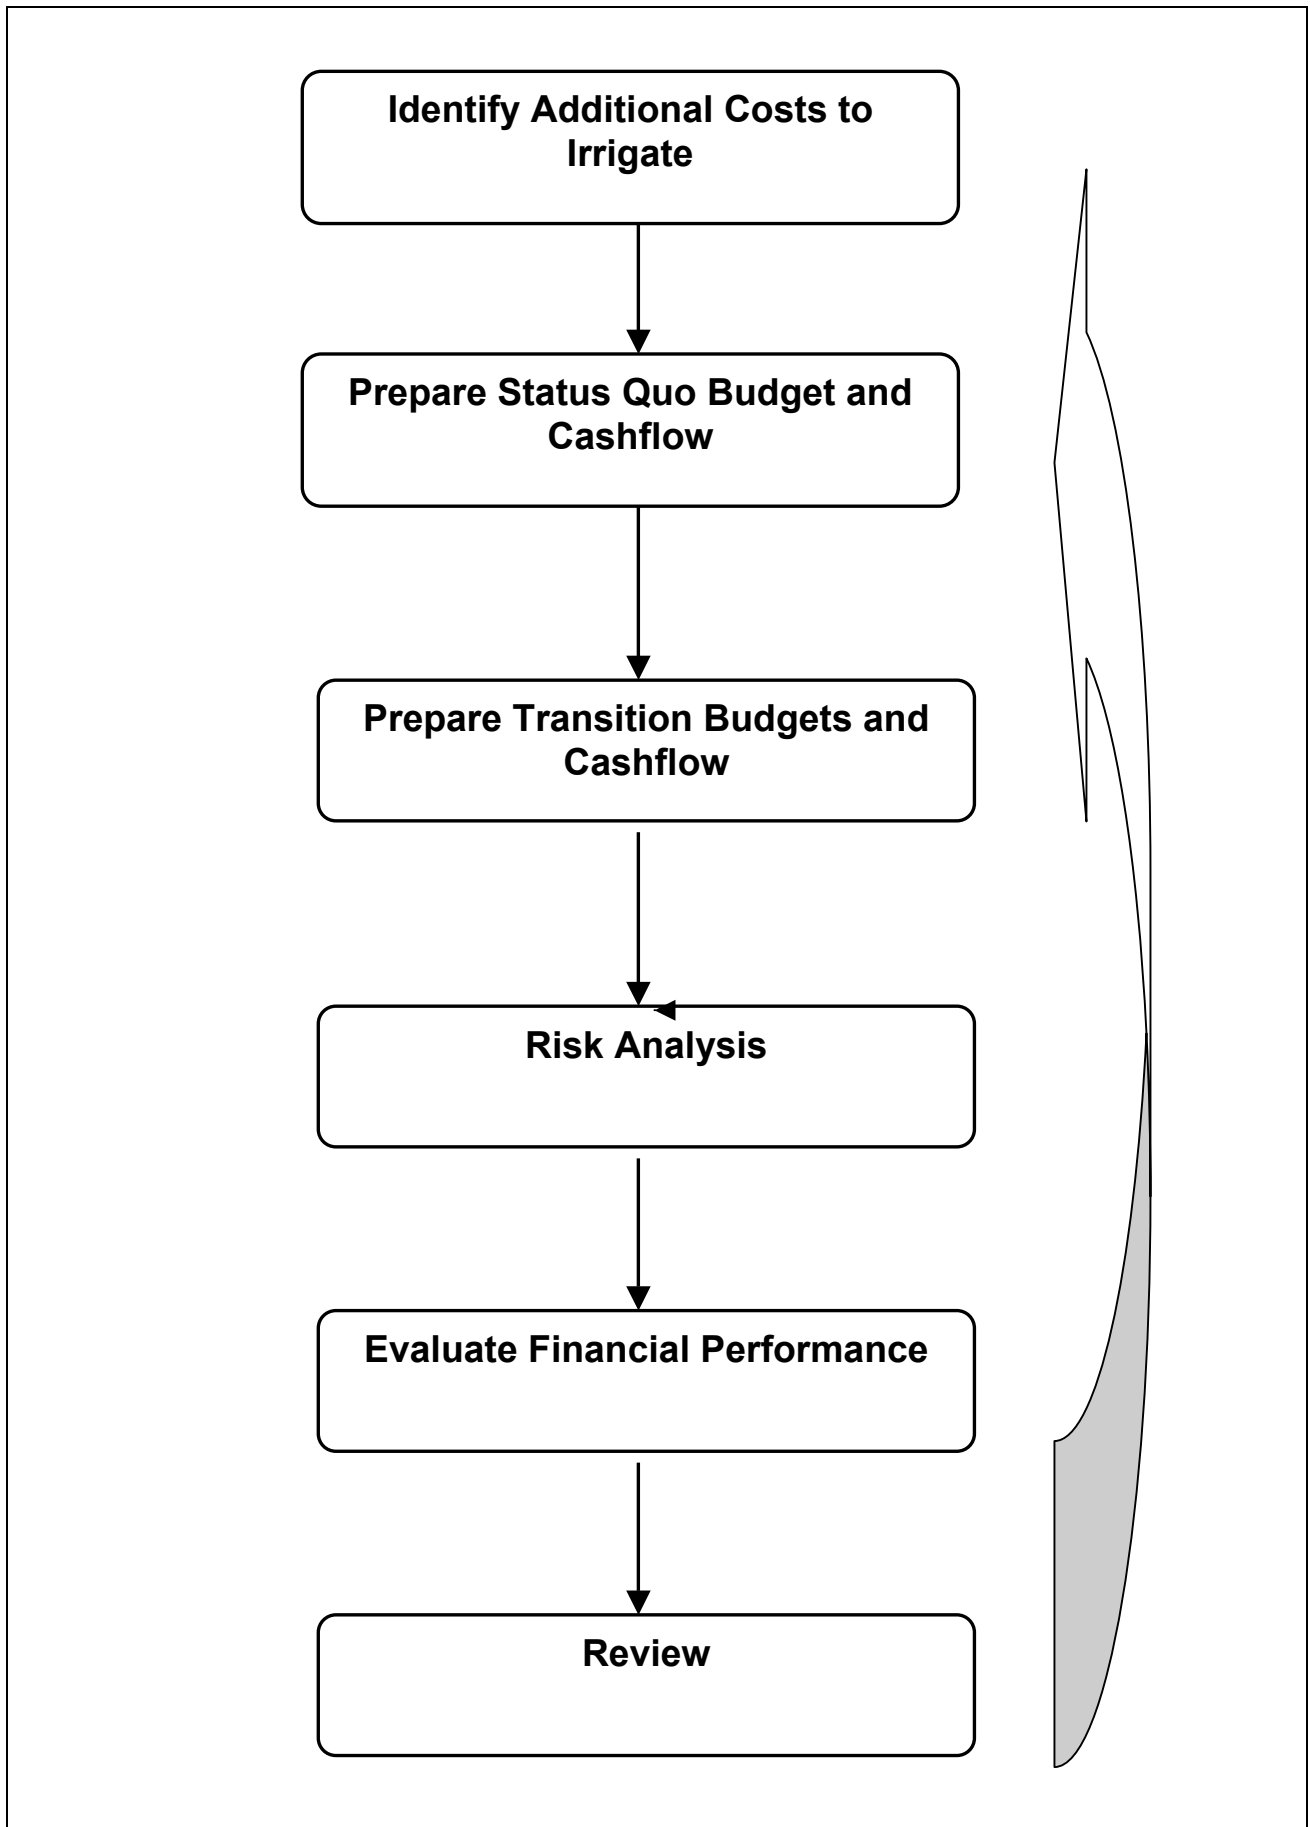 Identify Additional Costs to
Irrigate
Prepare Status Quo Budget and
Cashflow
Prepare Transition Budgets and
Cashflow
Risk Analysis
Evaluate Financial Performance
Review